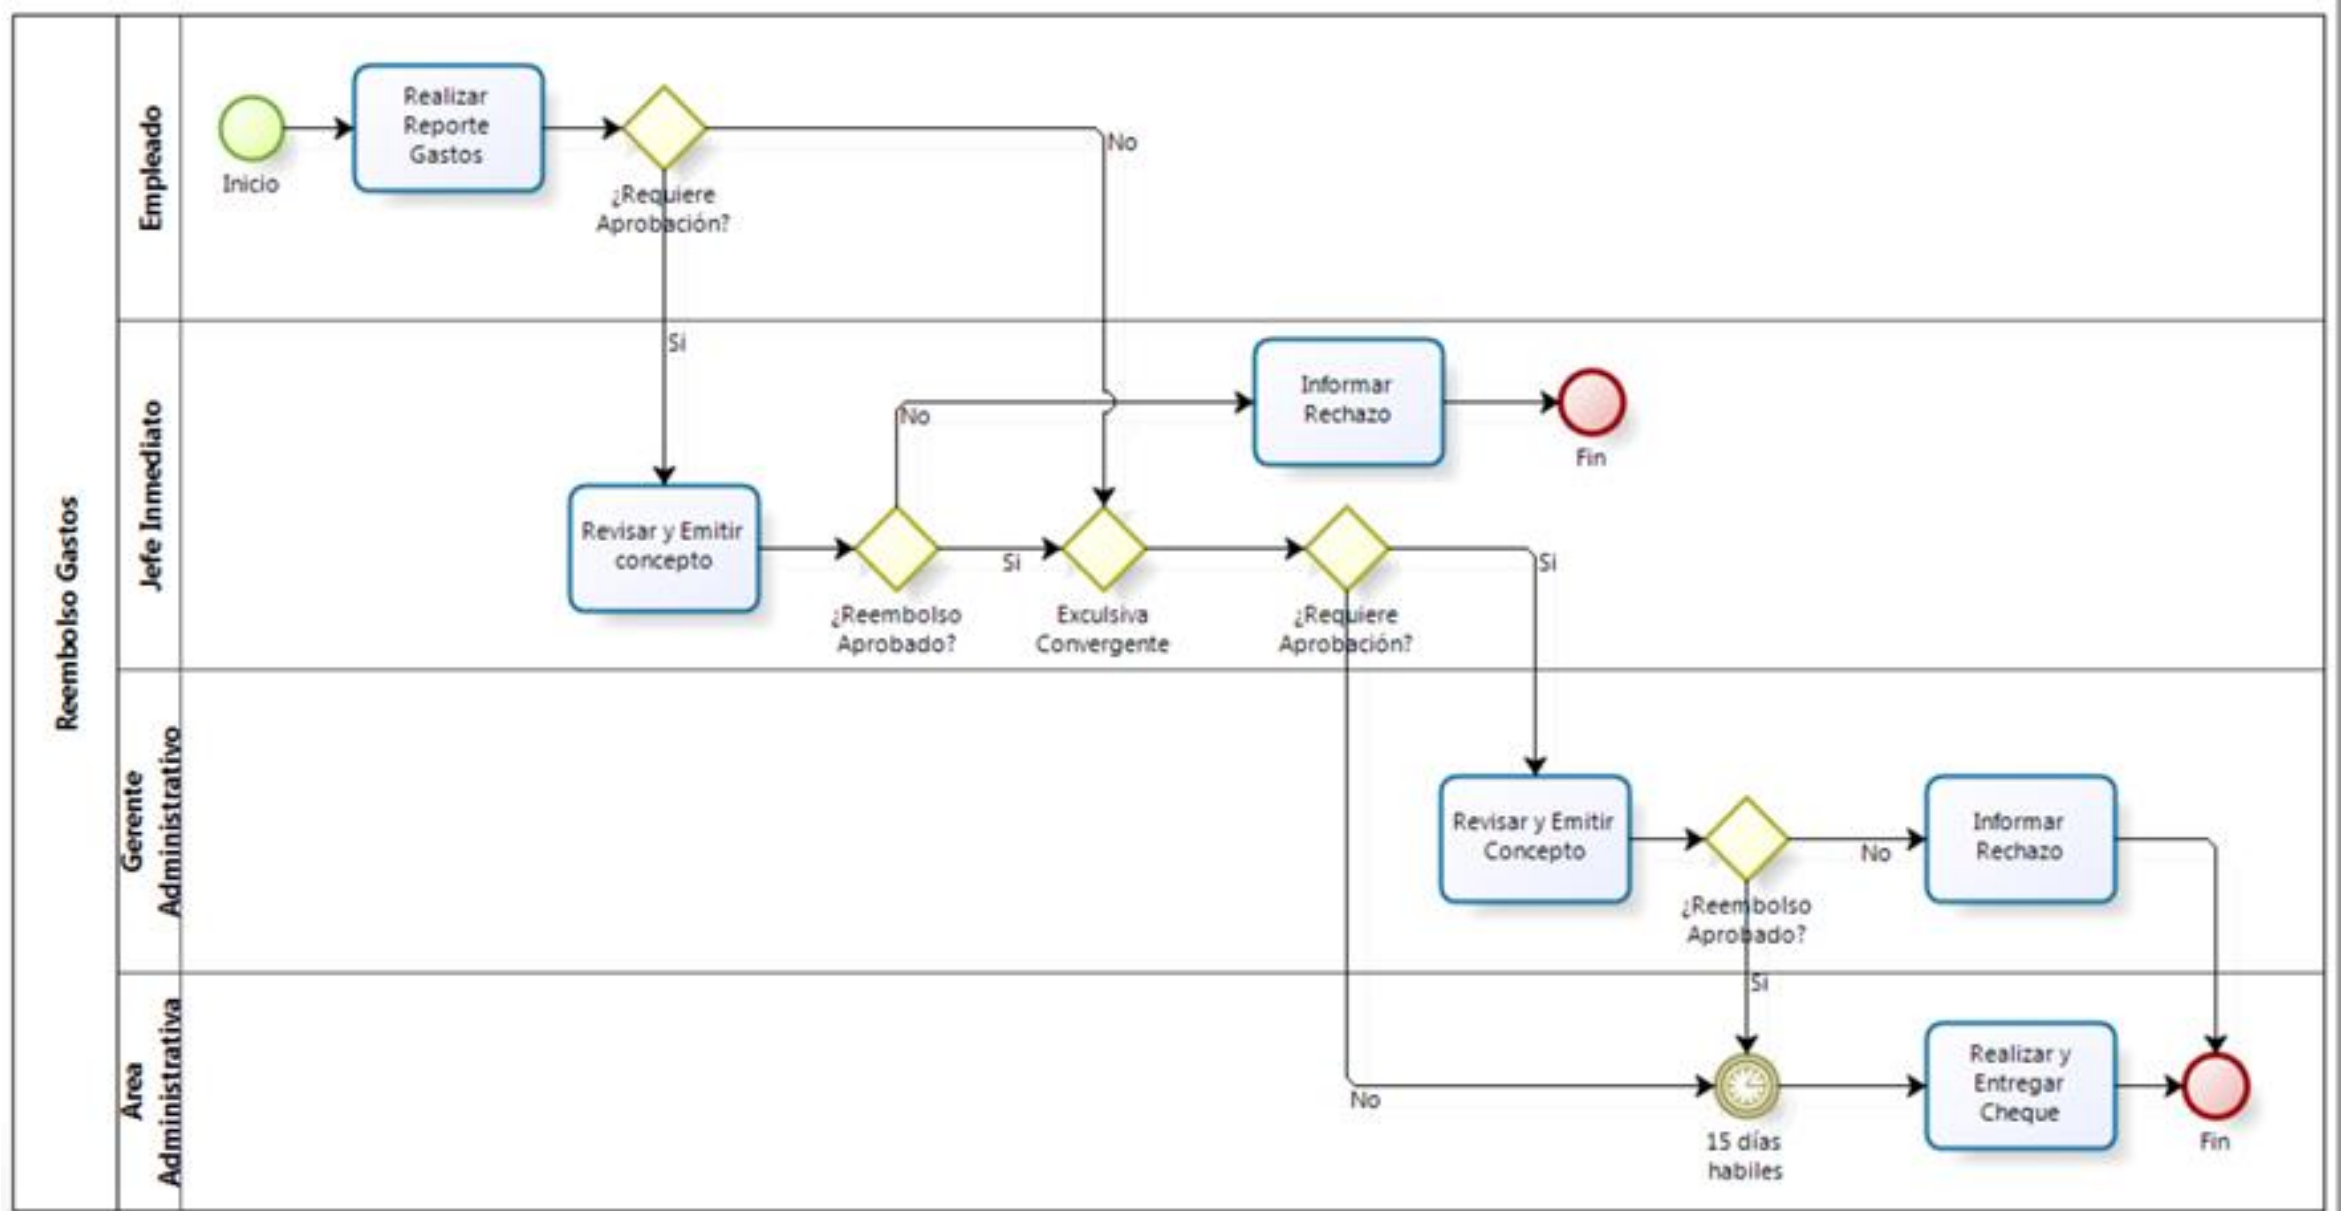 Reembolso Gastos
Empleado
Inicio
Realizar
Reporte
Gastos
¿Requiere
Aprobación?
No
Si
Jefe Inmediato
Revisar y Emitir
concepto
No
¿Reembolso
Aprobado?
Si
Exculsiva
Convergente
Informar
Rechazo
Fin
¿Requiere
Aprobación?
Si
Gerente
Administrativo
Revisar y Emitir
Concepto
¿Reembolso
Aprobado?
No
Informar
Rechazo
Si
Area
Administrativa
No
15 días
habiles
Realizar y
Entregar
Cheque
Fin